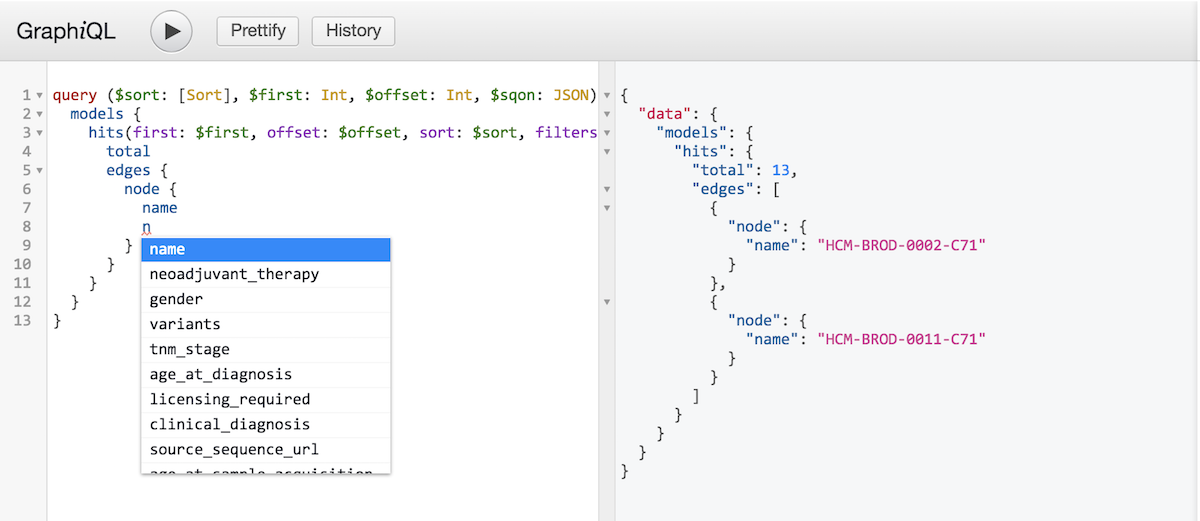 GraphiQL
Prettify
History
1 query ($sort: [Sort], $first: Int, $offset: Int, $sqon: JSON)
2 models {
3 hits(first: $first, offset: $offset, sort: $sort, filters
4 total
5 edges {
6 node {
7 name
8 n
9 }
10 }
11 }
12 }
13 }
name
neoadjuvant_therapy
gender
variants
tnm_stage
age_at_diagnosis
licensing_required
clinical_diagnosis
source_sequence_url
age_at_sample_acquisition
{
"data": {
"models": {
"hits": {
"total": 13,
"edges": [
{
"node": {
"name": "HCM-BROD-0002-C71"
}
},
{
"node": {
"name": "HCM-BROD-0011-C71"
}
}
]
}
}
}
}